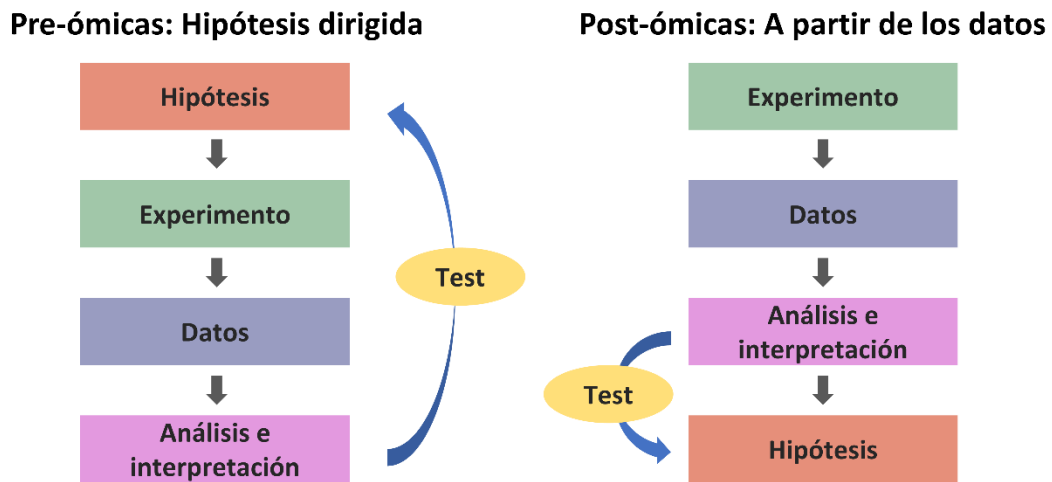 Pre-ómicas: Hipótesis dirigida
Hipótesis
Experimento
Datos
Análisis e
interpretación
Test
Post-ómicas: A partir de los datos
Experimento
Datos
Análisis e
interpretación
Hipótesis
Test